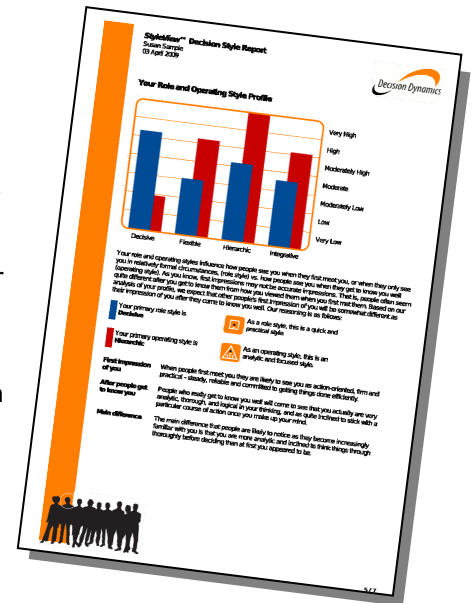 StyleView™ Decision Style Report
Susan Sample
03 April 2009
Decision Dynamics
Your Role and Operating Style Profile
Very High
High
Moderately High
Moderate
Moderately Low
Low
Very Low
Decisive
Flexible
Hierarchic
Integrative
Your role and operating styles influence how people see you when they first meet you, or when they only see
you in relatively formal circumstances, (role style) vs. how people see you when they get to know you well
(operating style). As you know, first impressions may not be accurate impressions. That is, people often seem
quite different after you get to know them from how you viewed them when you first met them. Based on our
analysis of your profile, we expect that other people's first impression of you will be somewhat different as
their impression of you after they come to know you well. Our reasoning is as follows:
Your primary role style is
Decisive
As a role style, this is a quick and
practical style.
Your primary operating style is
Hierarchic
As an operating style, this is an
analytic and focused style.
First impression
of you
When people first meet you they are likely to see you as action-oriented, firm and
practical - steady, reliable and committed to getting things done efficiently.
After people get
to know you
People who really get to know you well will come to see that you actually are very
analytic, thorough, and logical in your thinking, and as quite inclined to stick with a
particular course of action once you make up your mind.
Main difference
The main difference that people are likely to notice as they become increasingly
familiar with you is that you are more analytic and inclined to think things through
thoroughly before deciding than at first you appeared to be.
5 / 7